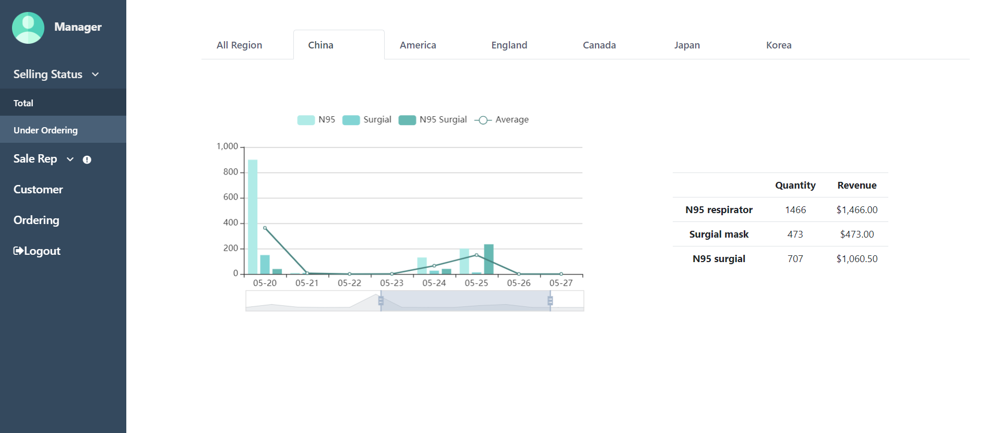 Manager
Selling Status
Total
Under Ordering
Sale Rep
Customer
Ordering
Logout
All Region China America England Canada Japan Korea
N95 Surgial N95 Surgial Average
1,000
800
600
400
200
0
05-20 05-21 05-22 05-23 05-24 05-25 05-26 05-27
Quantity Revenue
N95 respirator 1466 $1,466.00
Surgial mask 473 $473.00
N95 surgial 707 $1,060.50